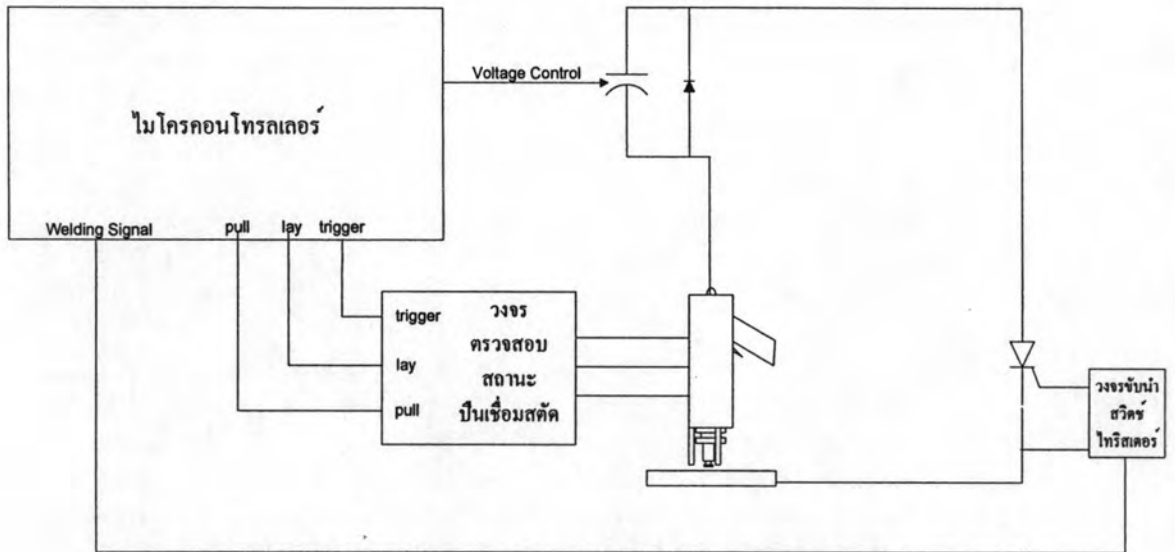 Voltage Control
ไมโครคอนโทรลเลอร์
Welding Signal pull lay trigger
trigger
lay
pull
วงจร
ตรวจสอบ
สถานะ
ปืนเชื่อมสตัด
วงจรขับนำ
สวิตช์
ไทริสเตอร์